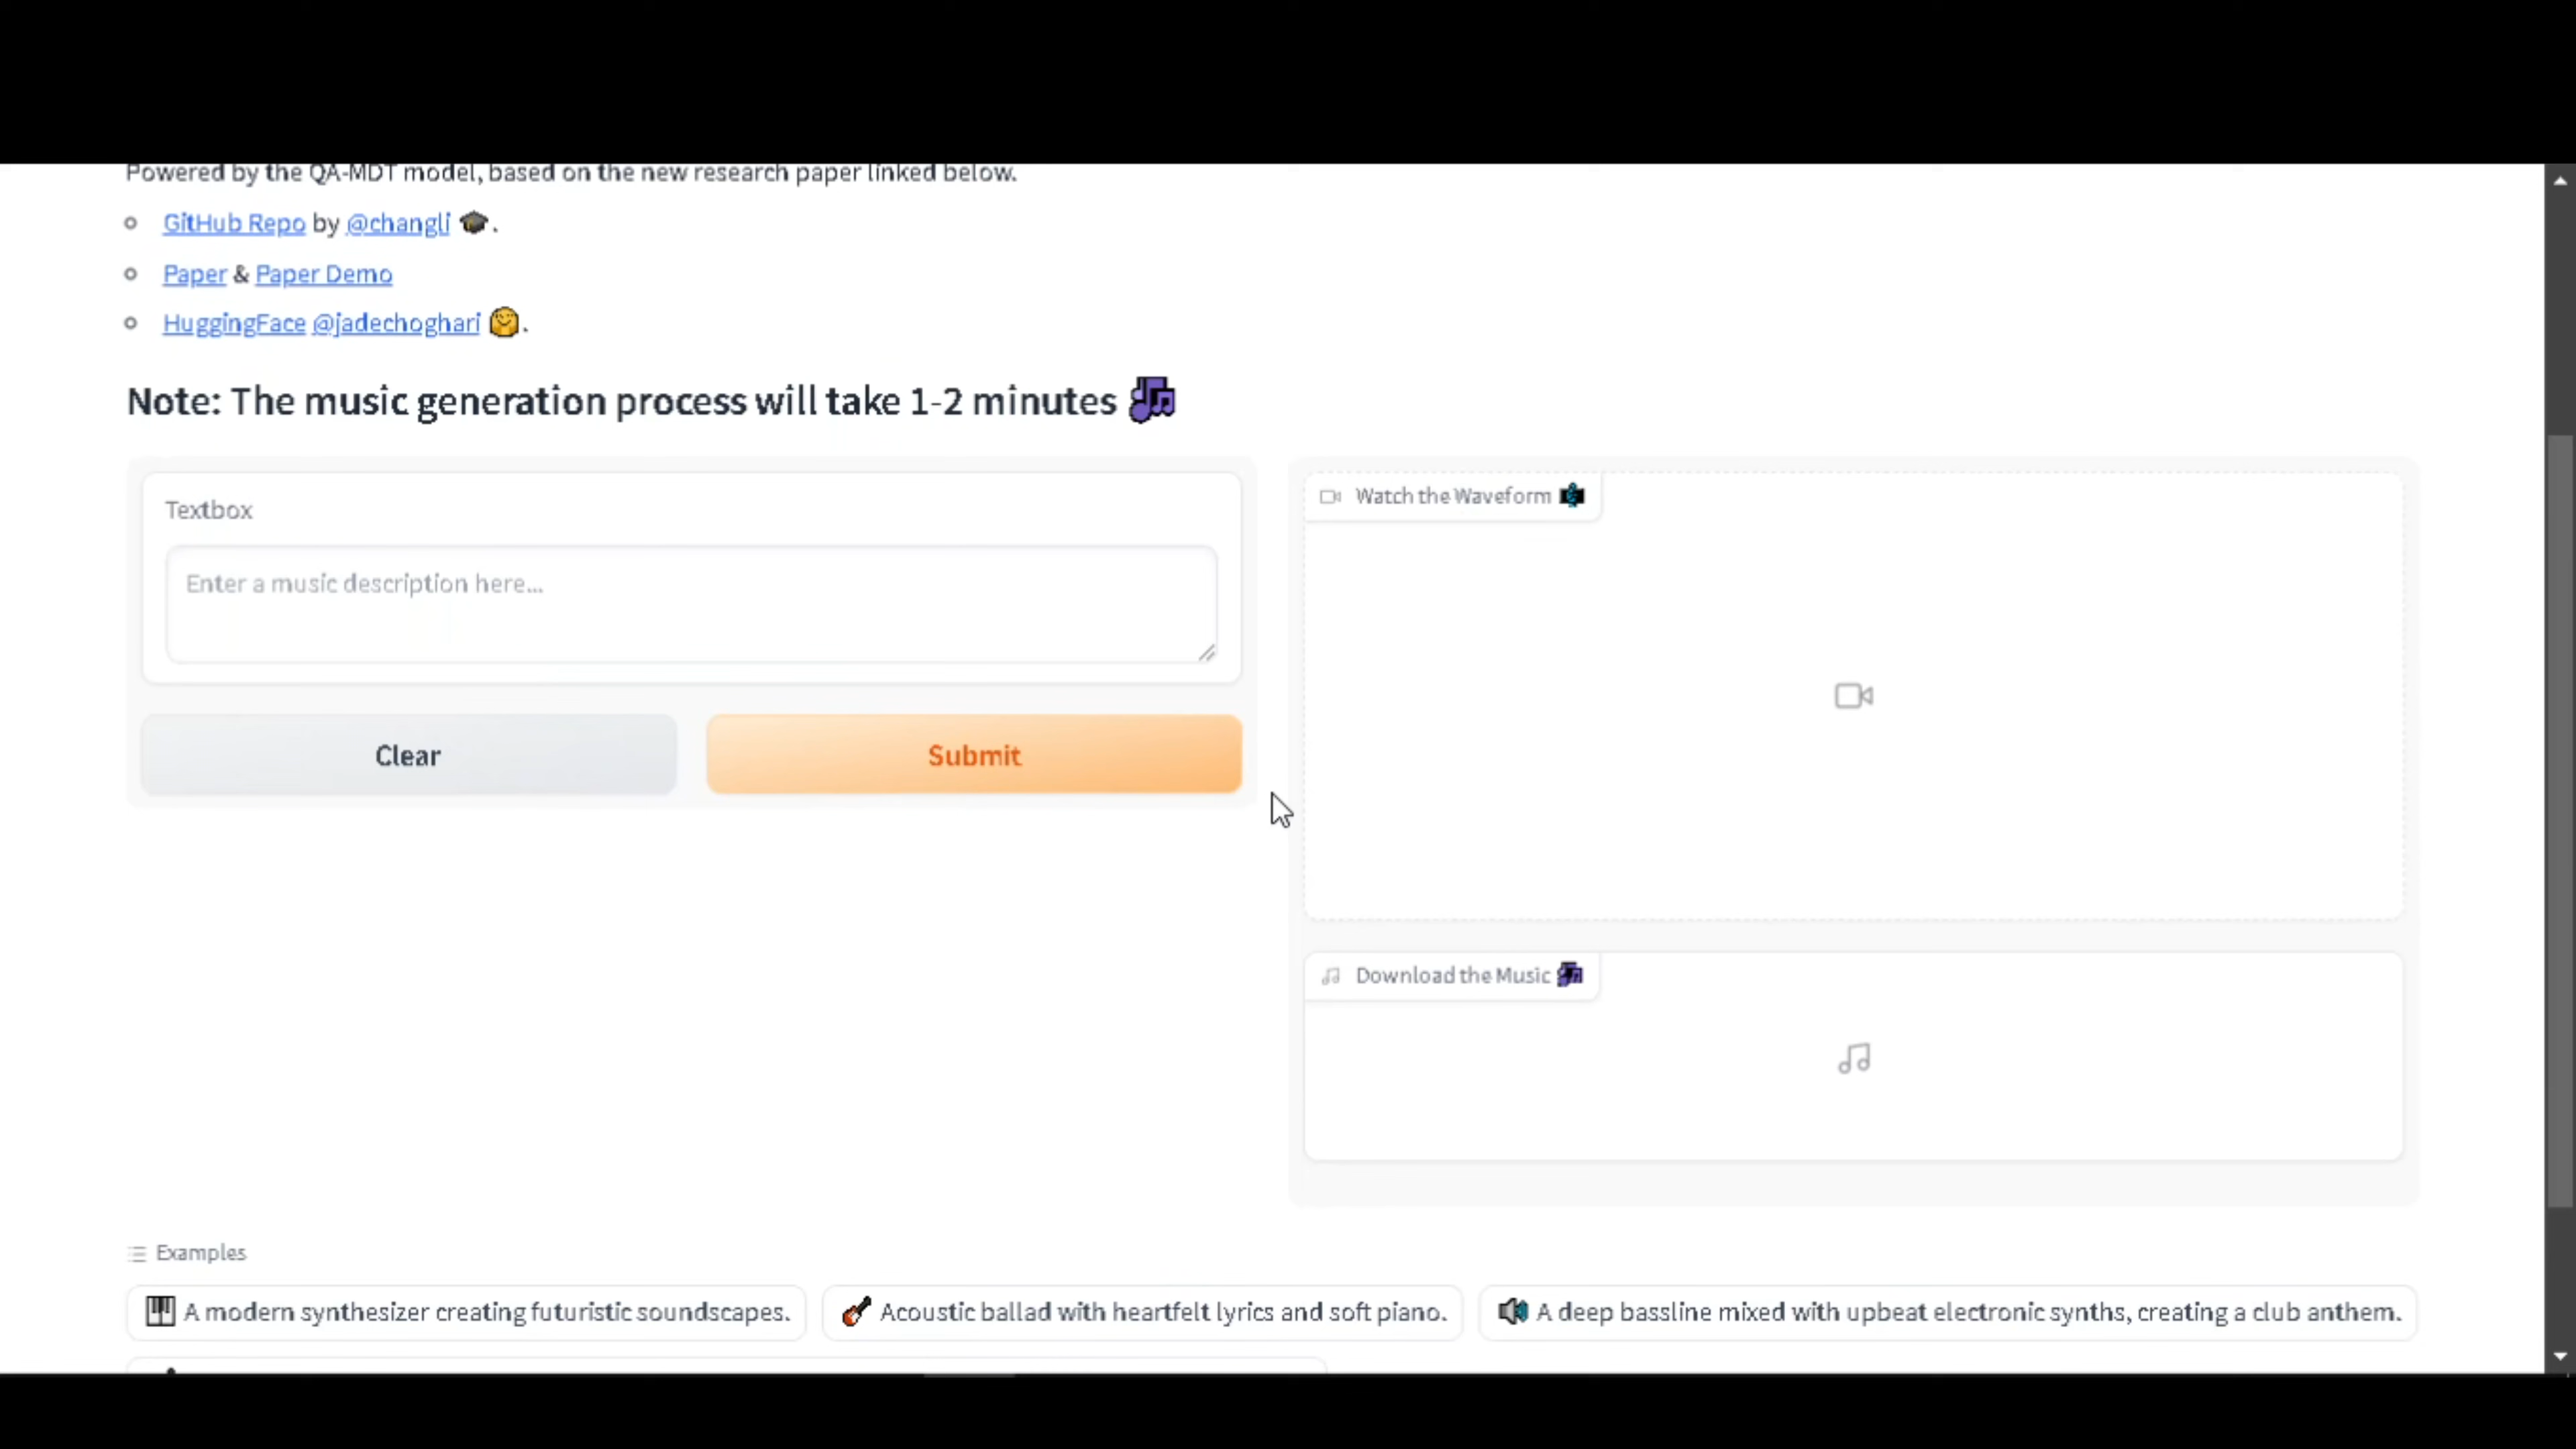 Powered by the QA-MDT model, based on the new research paper linked below.
GitHub Repo by @changli 🎓.
Paper & Paper Demo
HuggingFace @jadechoghari 🤗.
Note: The music generation process will take 1-2 minutes 🎶
Textbox
Enter a music description here...
Clear
Submit
Watch the Waveform 🎼
Download the Music 🎶
Examples
🎹 A modern synthesizer creating futuristic soundscapes.
🎸 Acoustic ballad with heartfelt lyrics and soft piano.
🔊 A deep bassline mixed with upbeat electronic synths, creating a club anthem.